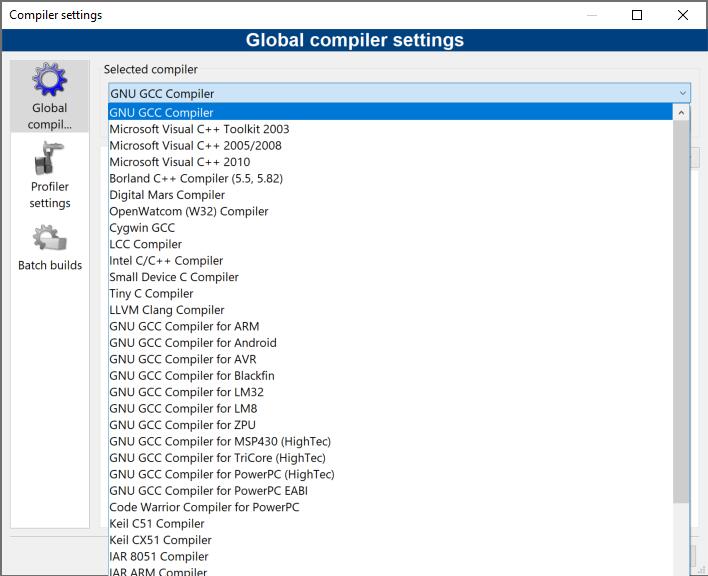 Compiler settings
Global compiler settings
Global
compil...
Profiler
settings
Batch builds
Selected compiler
GNU GCC Compiler
GNU GCC Compiler
Microsoft Visual C++ Toolkit 2003
Microsoft Visual C++ 2005/2008
Microsoft Visual C++ 2010
Borland C++ Compiler (5.5, 5.82)
Digital Mars Compiler
OpenWatcom (W32) Compiler
Cygwin GCC
LCC Compiler
Intel C/C++ Compiler
Small Device C Compiler
Tiny C Compiler
LLVM Clang Compiler
GNU GCC Compiler for ARM
GNU GCC Compiler for Android
GNU GCC Compiler for AVR
GNU GCC Compiler for Blackfin
GNU GCC Compiler for LM32
GNU GCC Compiler for LM8
GNU GCC Compiler for ZPU
GNU GCC Compiler for MSP430 (HighTec)
GNU GCC Compiler for TriCore (HighTec)
GNU GCC Compiler for PowerPC (HighTec)
GNU GCC Compiler for PowerPC EABI
Code Warrior Compiler for PowerPC
Keil C51 Compiler
Keil CX51 Compiler
IAR 8051 Compiler
IAR ARM Compiler